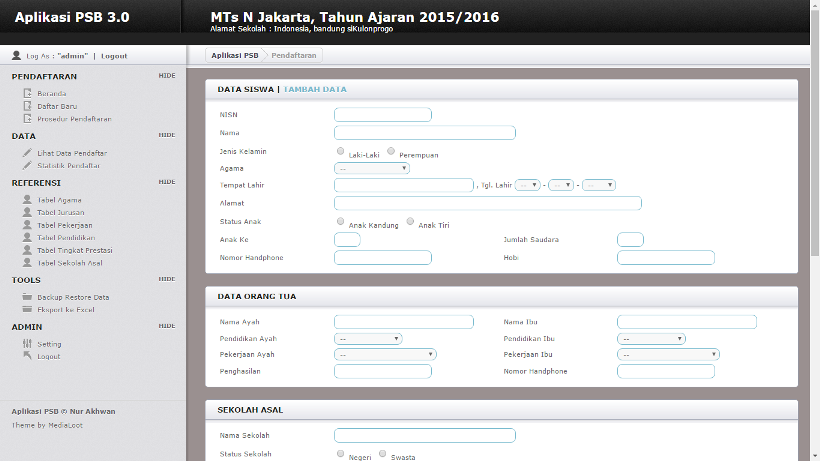 Aplikasi PSB 3.0
MTs N Jakarta, Tahun Ajaran 2015/2016
Alamat Sekolah : Indonesia, bandung siKulonprogo
Log As : "admin" | Logout
Aplikasi PSB Pendaftaran
PENDAFTARAN HIDE
Beranda
Daftar Baru
Prosedur Pendaftaran
DATA HIDE
Lihat Data Pendaftar
Statistik Pendaftar
REFERENSI HIDE
Tabel Agama
Tabel Jurusan
Tabel Pekerjaan
Tabel Pendidikan
Tabel Tingkat Prestasi
Tabel Sekolah Asal
TOOLS HIDE
Backup Restore Data
Eksport ke Excel
ADMIN HIDE
Setting
Logout
Aplikasi PSB © Nur Akhwan
Theme by MediaLoot
DATA SISWA | TAMBAH DATA
NISN
Nama
Jenis Kelamin Laki-Laki Perempuan
Agama --
Tempat Lahir , Tgl. Lahir -- - -- - --
Alamat
Status Anak Anak Kandung Anak Tiri
Anak Ke Jumlah Saudara
Nomor Handphone Hobi
DATA ORANG TUA
Nama Ayah Nama Ibu
Pendidikan Ayah -- Pendidikan Ibu --
Pekerjaan Ayah -- Pekerjaan Ibu --
Penghasilan Nomor Handphone
SEKOLAH ASAL
Nama Sekolah
Status Sekolah Negeri Swasta